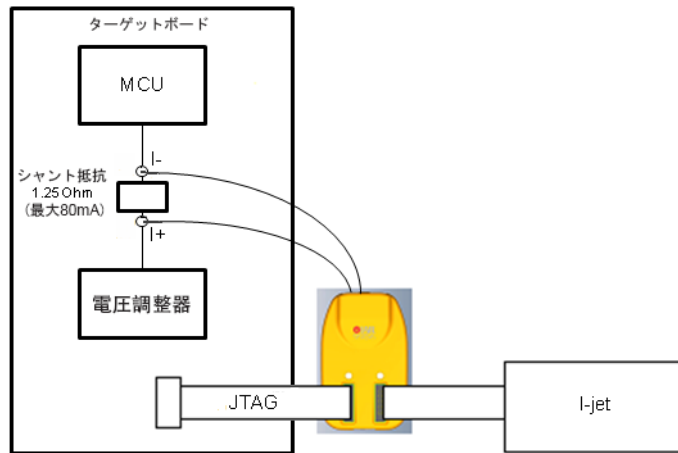 ターゲットボード
MCU
I-
シャント抵抗
1.25 Ohm
（最大80mA）
I+
電圧調整器
JTAG
I-jet